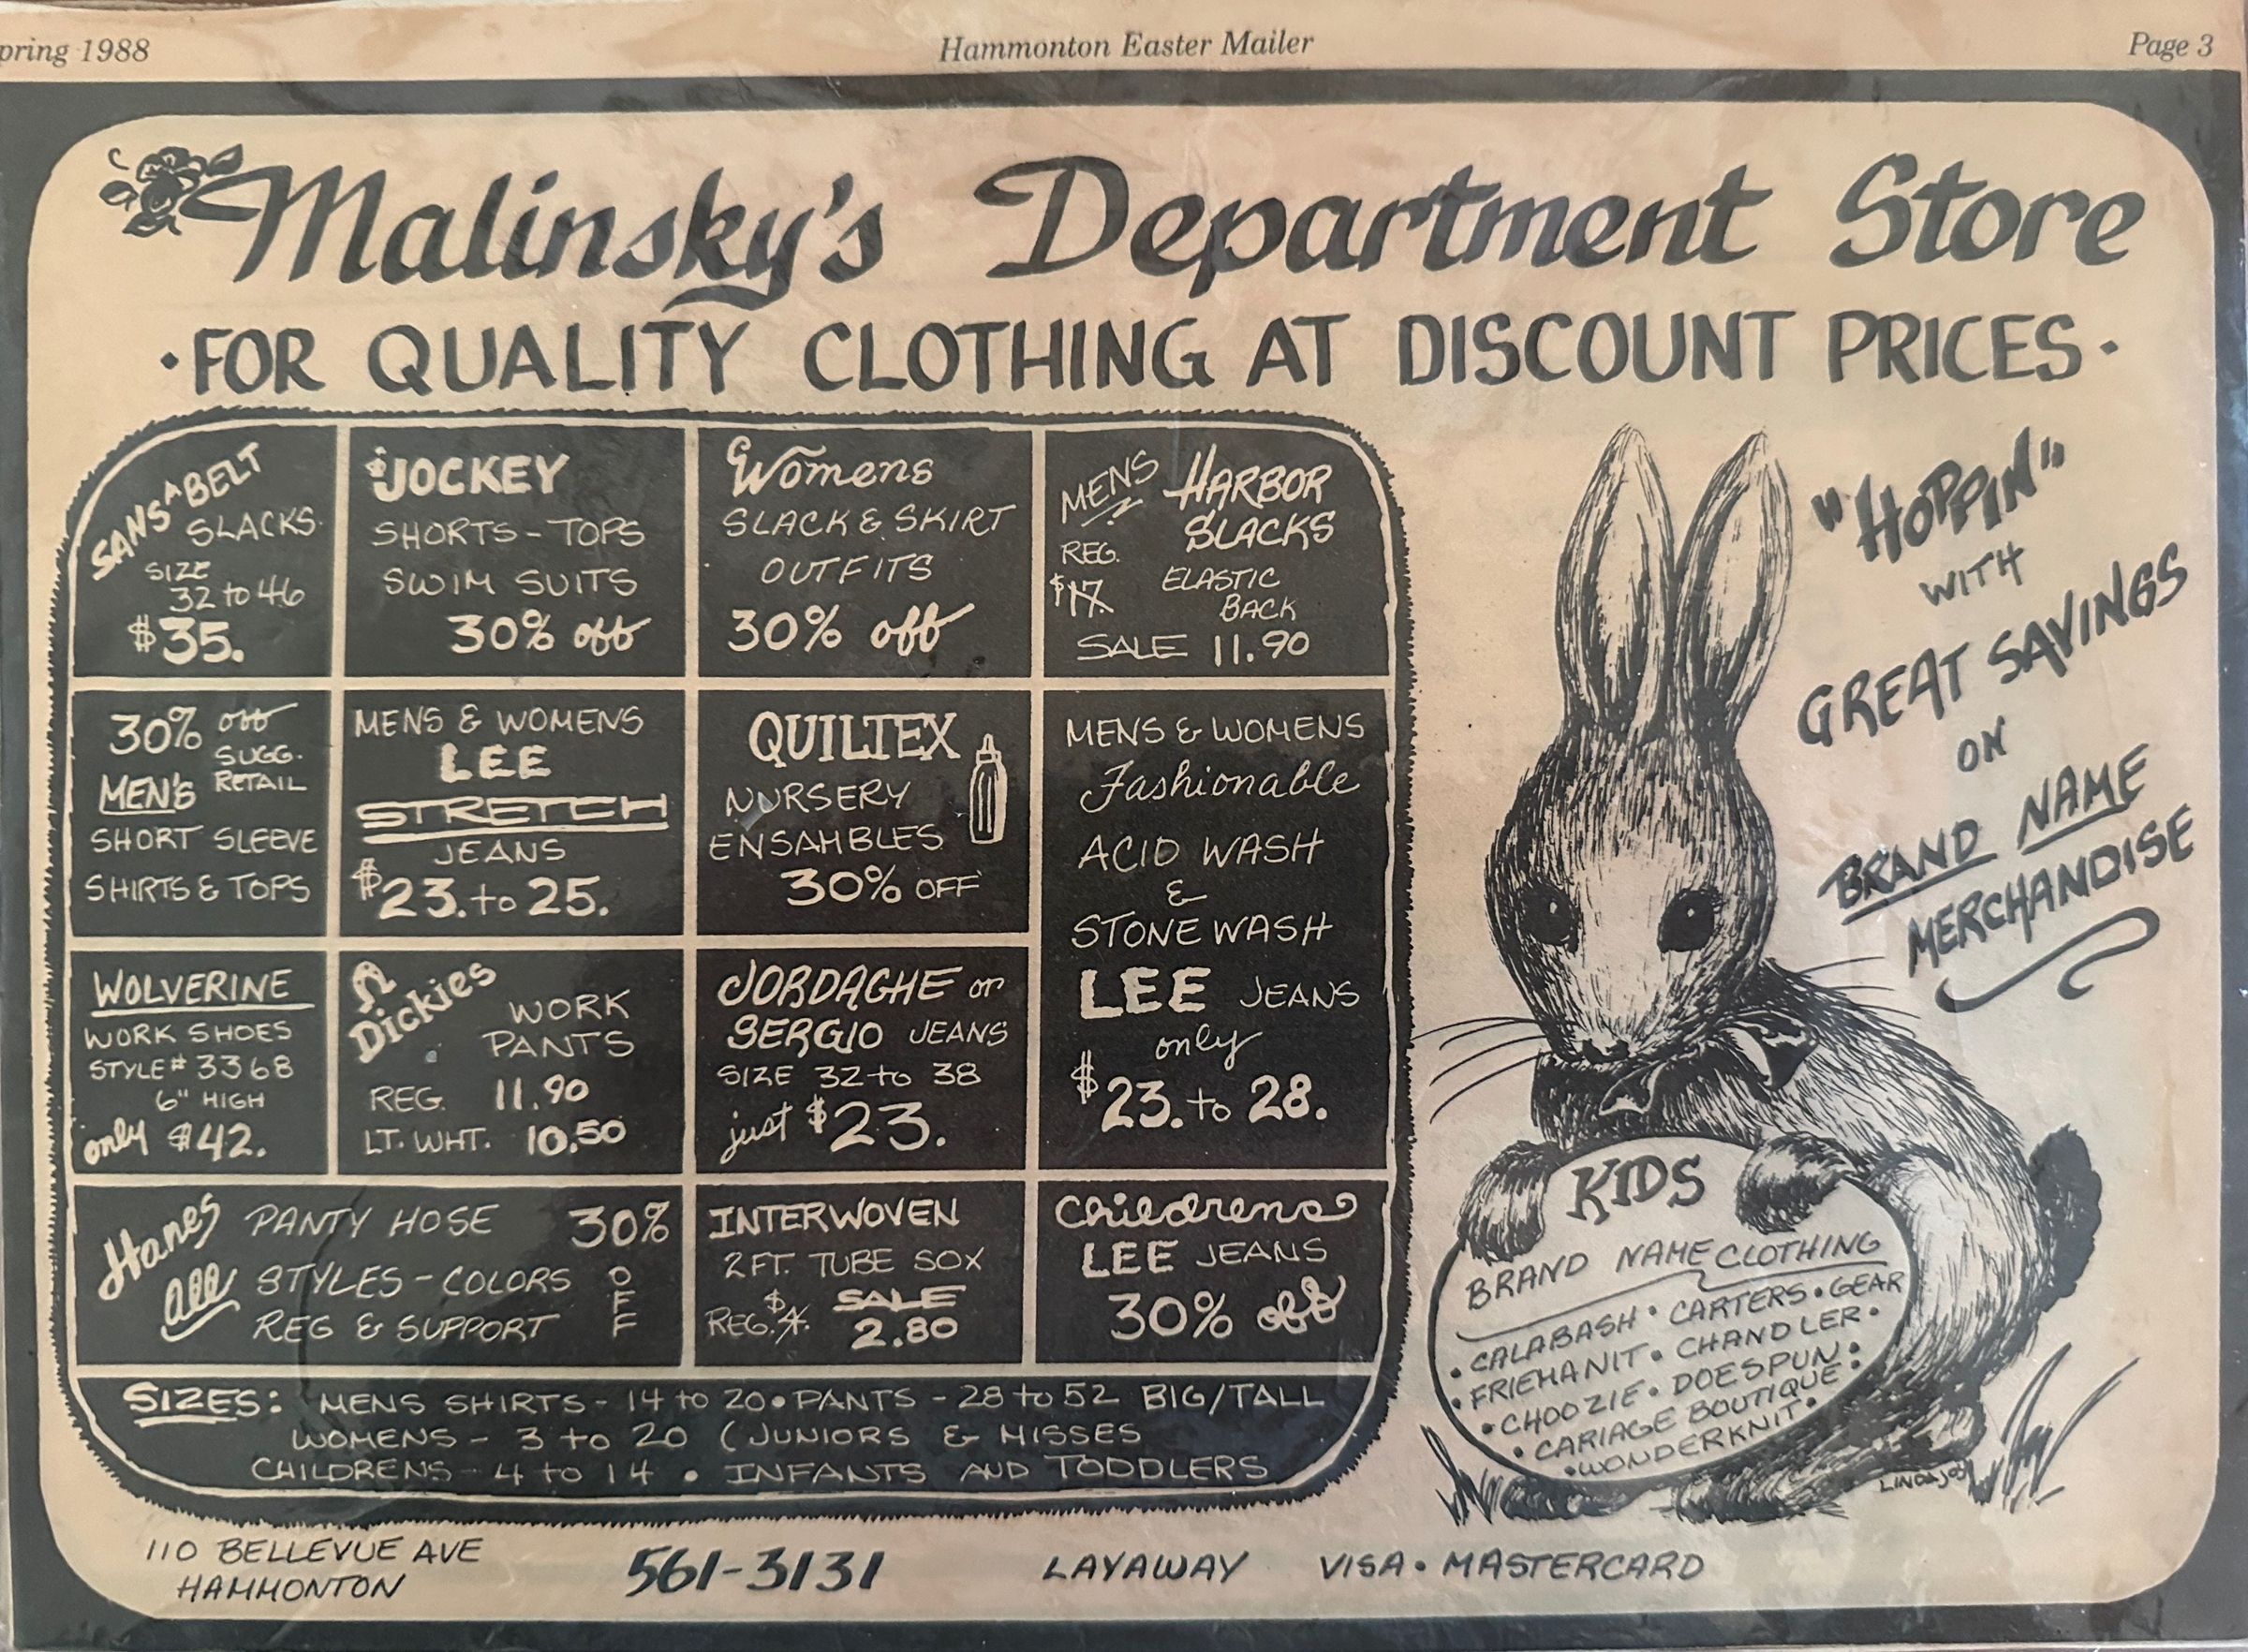 pring 1988
Hammonton Easter Mailer
Page 3
Malinsky's Department Store
·FOR QUALITY CLOTHING AT DISCOUNT PRICES·
SANS A BELT
SLACKS
SIZE
32 to 46
$35.
JOCKEY
SHORTS - TOPS
SWIM SUITS
30% off
Womens
SLACK & SKIRT
OUTFITS
30% off
MENS HARBOR
SLACKS
REG.
$17.
ELASTIC
BACK
SALE 11.90
30% off
SUGG.
RETAIL
MEN'S
SHORT SLEEVE
SHIRTS & TOPS
MENS & WOMENS
LEE
STRETCH
JEANS
$23. to 25.
QUILTEX
NURSERY
ENSAMBLES
30% OFF
MENS & WOMENS
Fashionable
ACID WASH
&
STONE WASH
LEE JEANS
only
$23. to 28.
WOLVERINE
WORK SHOES
STYLE# 3368
6" HIGH
only $42.
Dickies
WORK
PANTS
REG. 11.90
LT. WHT. 10.50
JORDACHE or
SERGIO JEANS
SIZE 32 to 38
just $23.
Hanes PANTY HOSE 30%
All STYLES - COLORS
REG & SUPPORT
OFF
INTERWOVEN
2FT. TUBE SOX
REG. $4. SALE
2.80
Childrens
LEE JEANS
30% off
SIZES: MENS SHIRTS - 14 to 20 • PANTS - 28 to 52 BIG/TALL
WOMENS - 3 to 20 (JUNIORS & MISSES
CHILDRENS - 4 to 14 • INFANTS AND TODDLERS
"HOPPIN"
WITH
GREAT SAVINGS
ON
BRAND NAME
MERCHANDISE
KIDS
BRAND NAME CLOTHING
• CALABASH • CARTERS • GEAR
• FRIEHANIT • CHANDLER •
• CHOOZIE • DOESPUN •
• CARIAGE BOUTIQUE •
• WONDERKNIT •
LINDAJOY
110 BELLEVUE AVE
HAMMONTON
561-3131
LAYAWAY
VISA • MASTERCARD